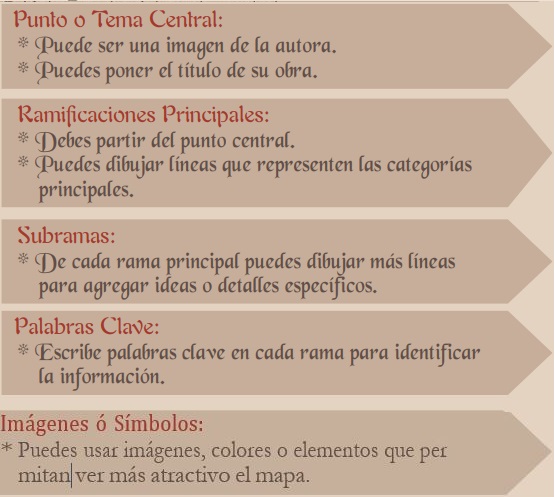 Punto o Tema Central:
* Puede ser una imagen de la autora.
* Puedes poner el título de su obra.
Ramificaciones Principales:
* Debes partir del punto central.
* Puedes dibujar líneas que representen las categorías
principales.
Subramas:
* De cada rama principal puedes dibujar más líneas
para agregar ideas o detalles específicos.
Palabras Clave:
* Escribe palabras clave en cada rama para identificar
la información.
Imágenes ó Símbolos:
* Puedes usar imágenes, colores o elementos que per
mitan ver más atractivo el mapa.